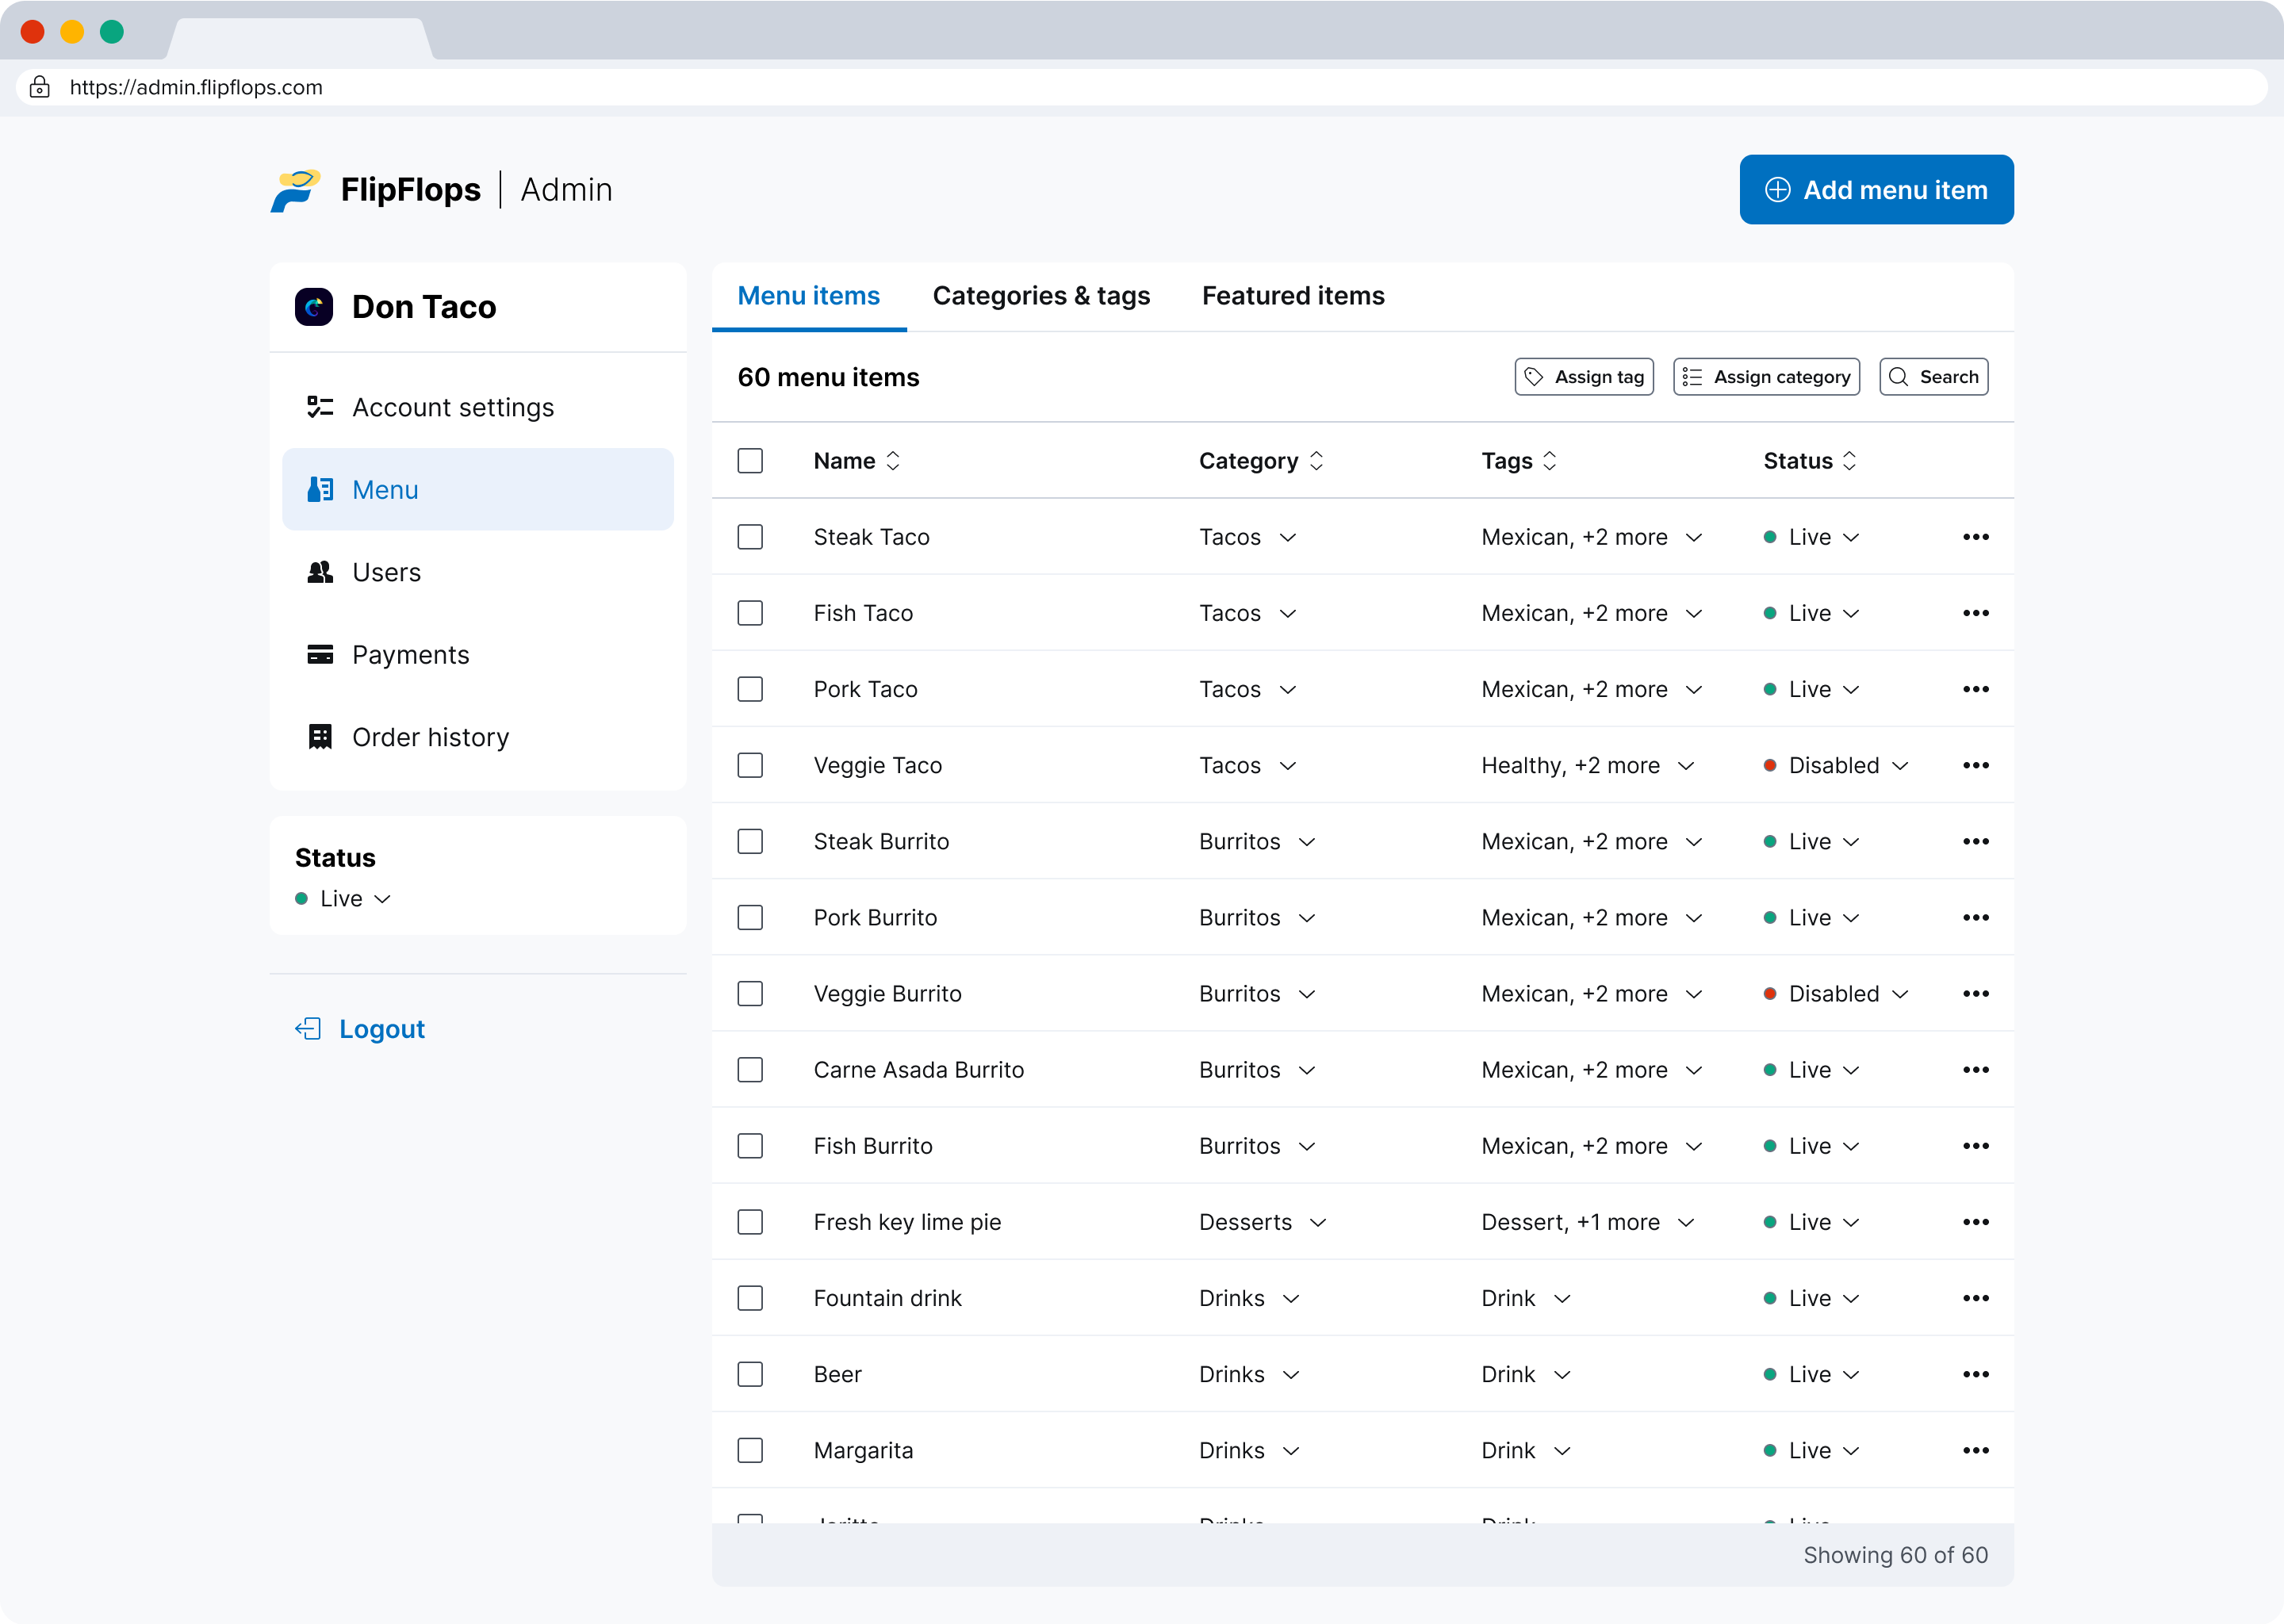 https://admin.flipflops.com
FlipFlops | Admin
Add menu item
Don Taco
Account settings
Menu
Users
Payments
Order history
Status
Live
Logout
Menu items Categories & tags Featured items
60 menu items Assign tag Assign category Search
Name Category Tags Status
Steak Taco Tacos Mexican, +2 more Live
Fish Taco Tacos Mexican, +2 more Live
Pork Taco Tacos Mexican, +2 more Live
Veggie Taco Tacos Healthy, +2 more Disabled
Steak Burrito Burritos Mexican, +2 more Live
Pork Burrito Burritos Mexican, +2 more Live
Veggie Burrito Burritos Mexican, +2 more Disabled
Carne Asada Burrito Burritos Mexican, +2 more Live
Fish Burrito Burritos Mexican, +2 more Live
Fresh key lime pie Desserts Dessert, +1 more Live
Fountain drink Drinks Drink Live
Beer Drinks Drink Live
Margarita Drinks Drink Live
Drinks Drink Live
Showing 60 of 60